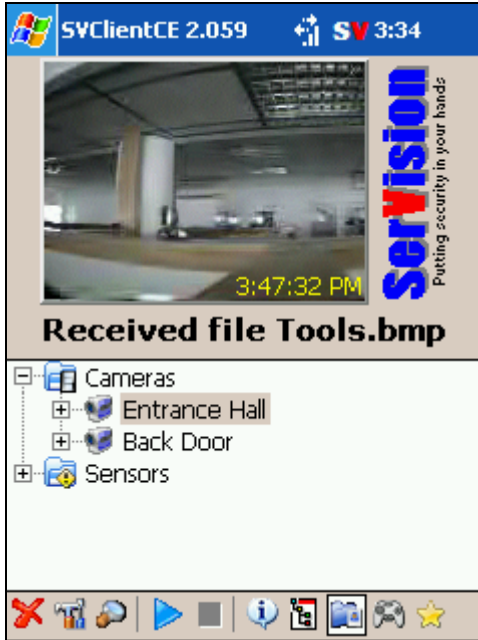 SVClientCE 2.059 SV 3:34
SerVision
Putting security in your hands
3:47:32 PM
Received file Tools.bmp
Cameras
Entrance Hall
Back Door
Sensors